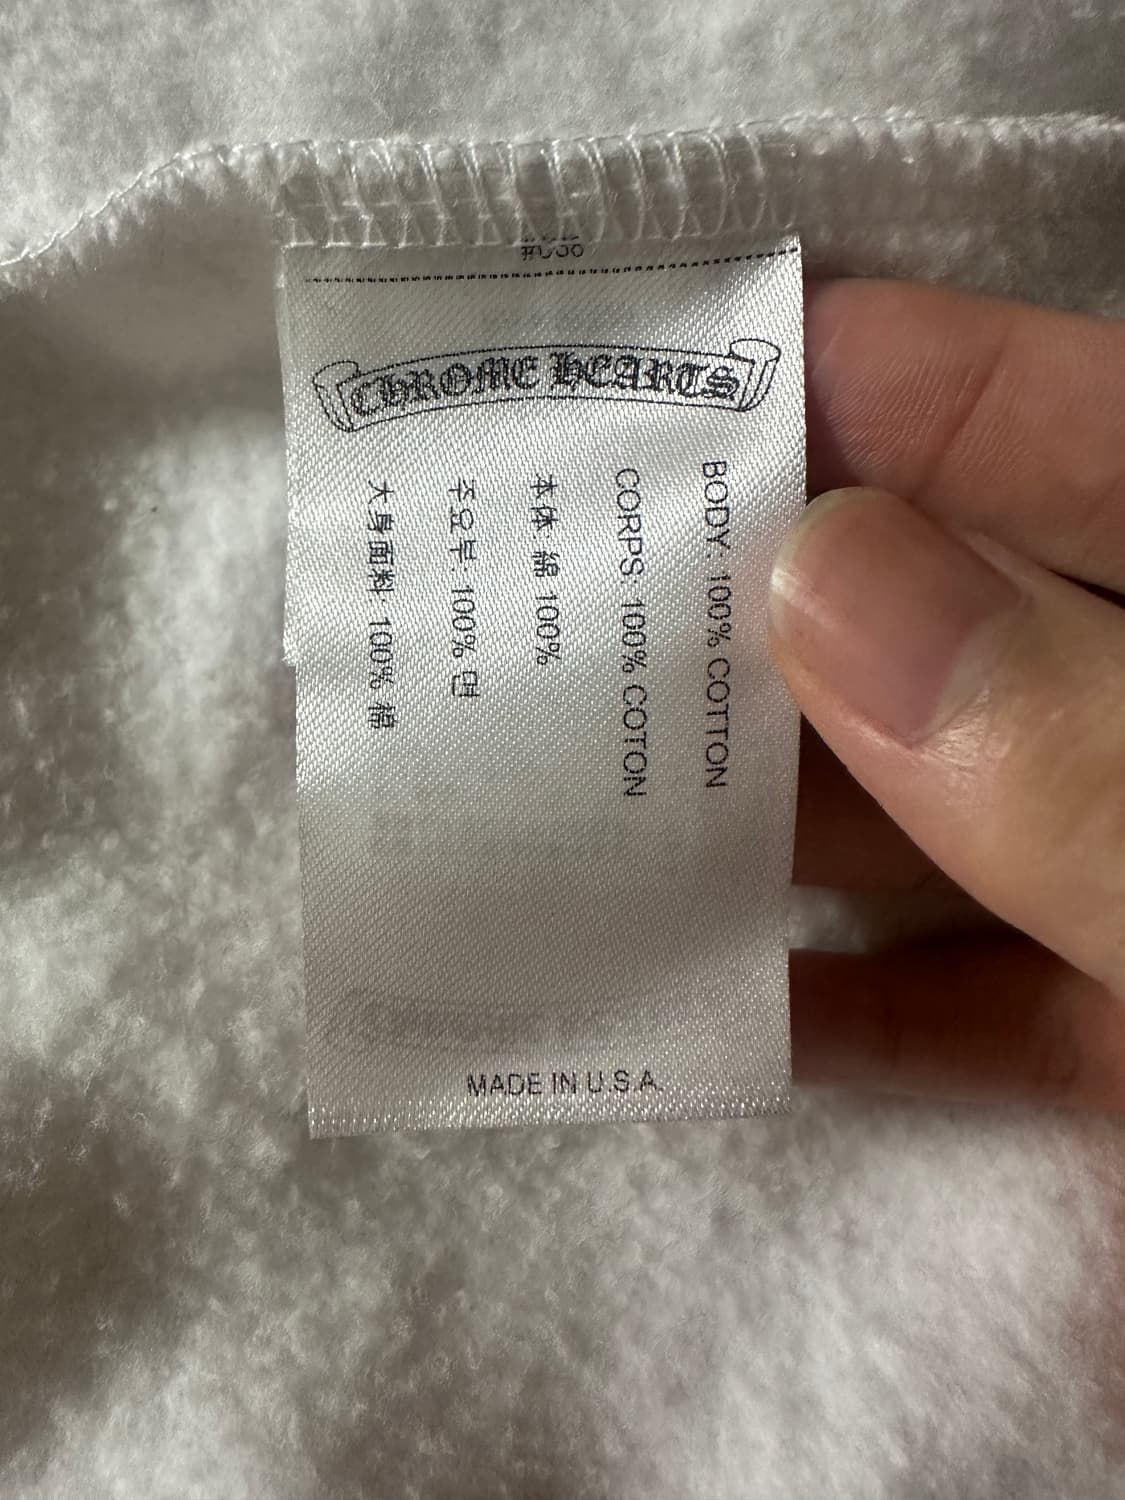 CHROME HEARTS
BODY: 100% COTTON
CORPS: 100% COTON
本体: 綿 100%
주요부: 100% 면
大身面料: 100% 棉
MADE IN U.S.A.